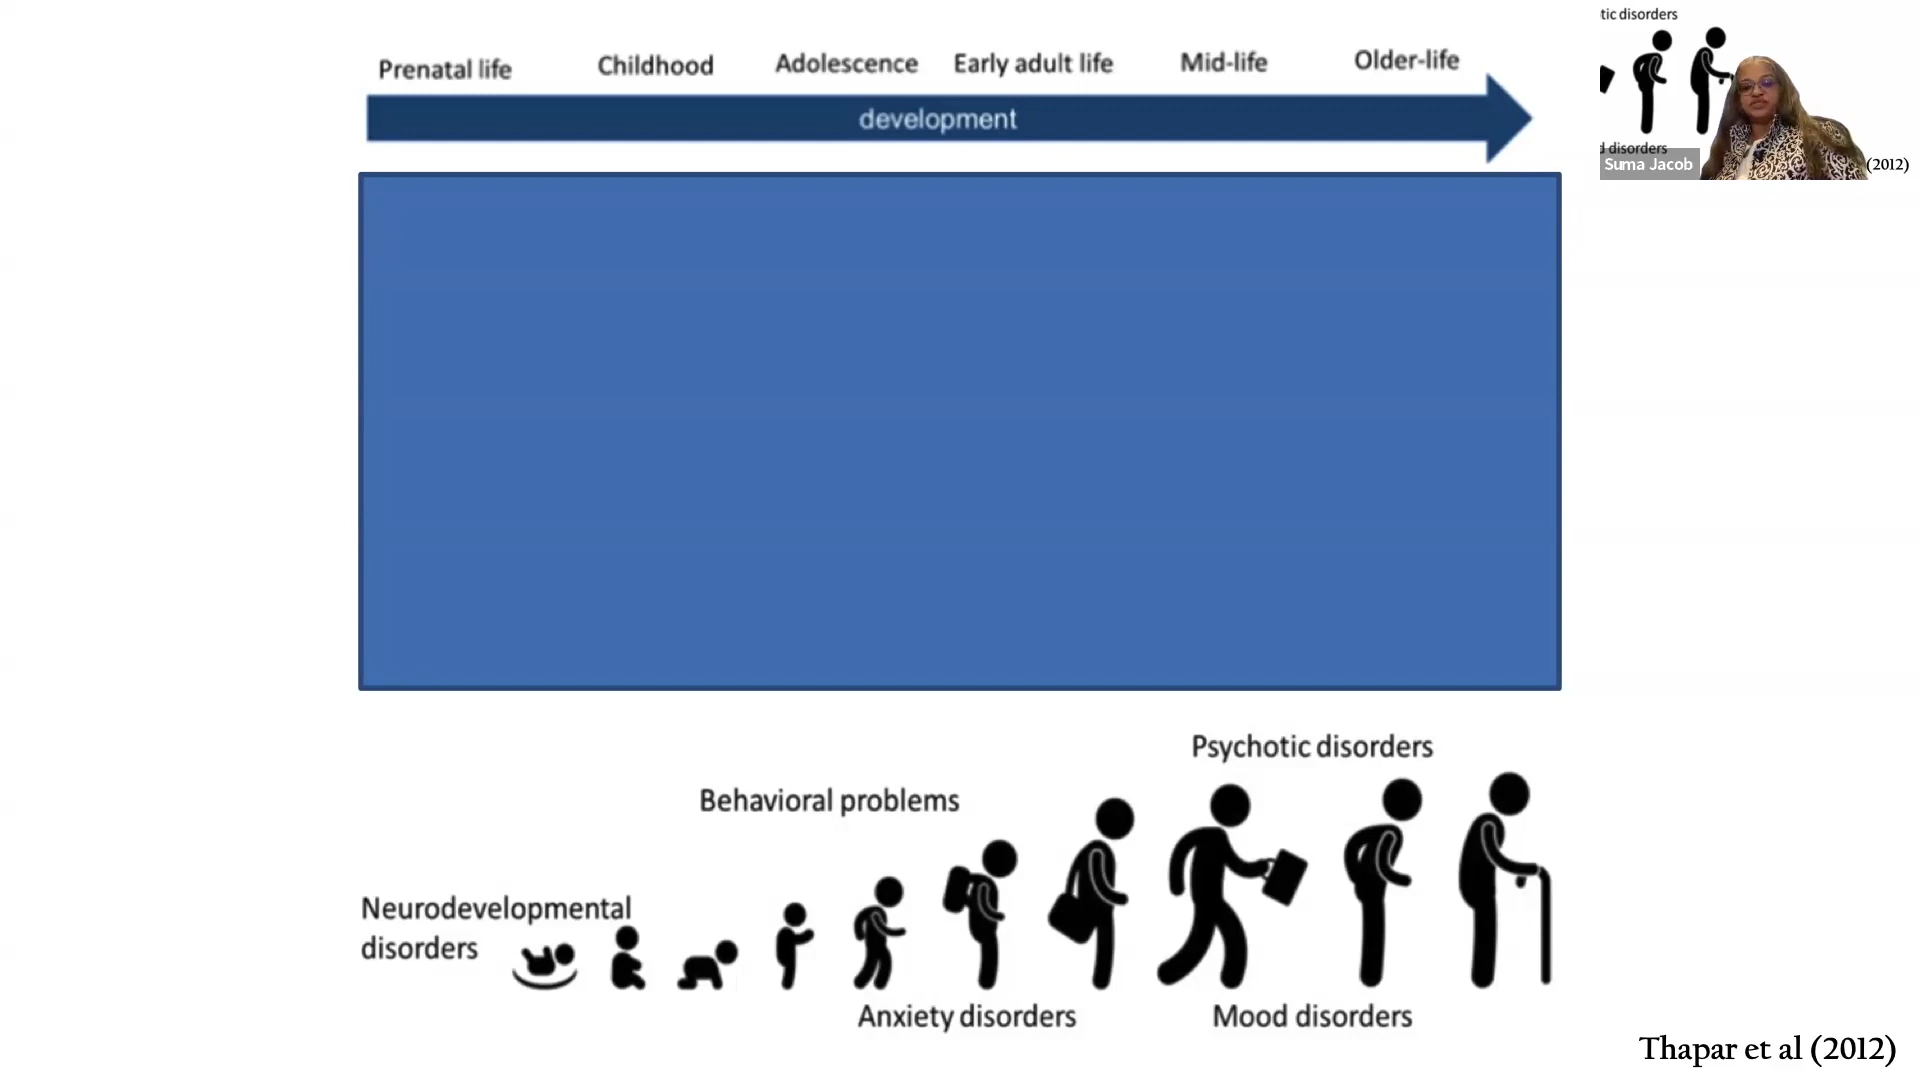 Prenatal life
Childhood
Adolescence
Early adult life
Mid-life
Older-life
development
tic disorders
d disorders
Suma Jacob
(2012)
Psychotic disorders
Behavioral problems
Neurodevelopmental
disorders
Anxiety disorders
Mood disorders
Thapar et al (2012)